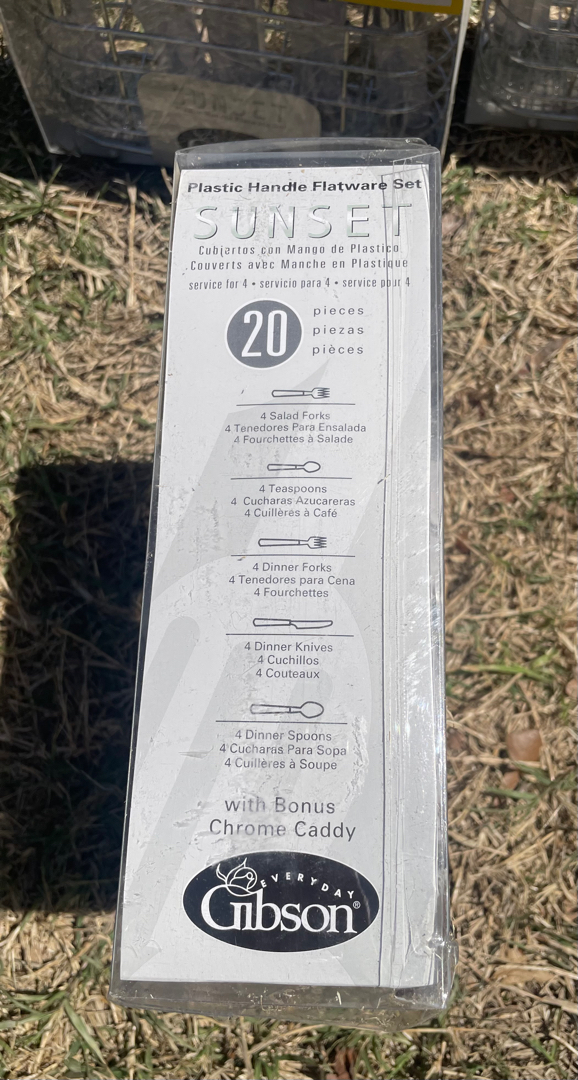 Plastic Handle Flatware Set
SUNSET
Cubiertos con Mango de Plastico
Couverts avec Manche en Plastique
service for 4 • servicio para 4 • service pour 4
20
pieces
piezas
pièces
4 Salad Forks
4 Tenedores Para Ensalada
4 Fourchettes à Salade
4 Teaspoons
4 Cucharas Azucareras
4 Cuillères à Café
4 Dinner Forks
4 Tenedores para Cena
4 Fourchettes
4 Dinner Knives
4 Cuchillos
4 Couteaux
4 Dinner Spoons
4 Cucharas Para Sopa
4 Cuillères à Soupe
with Bonus
Chrome Caddy
EVERYDAY
Gibson®